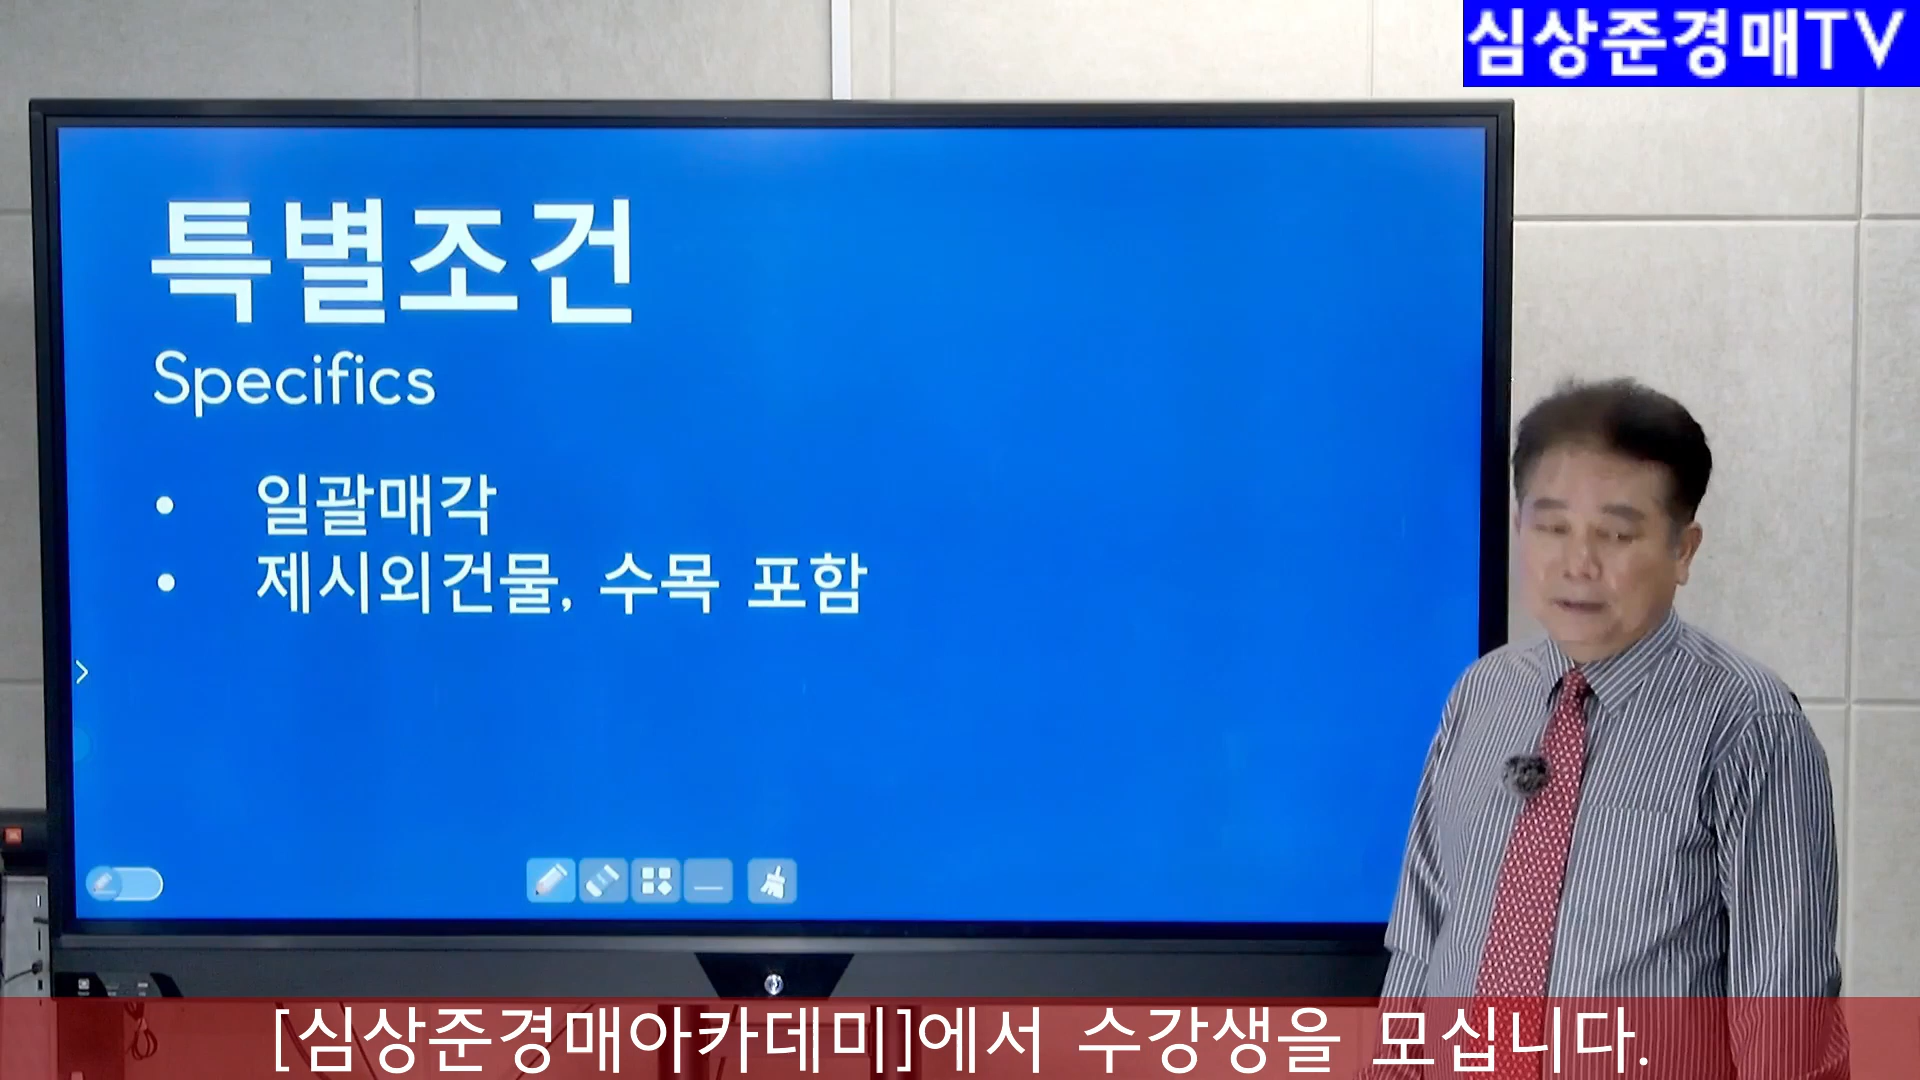 심상준경매TV
특별조건
Specifics
• 일괄매각
• 제시외건물, 수목 포함
[심상준경매아카데미]에서 수강생을 모십니다.